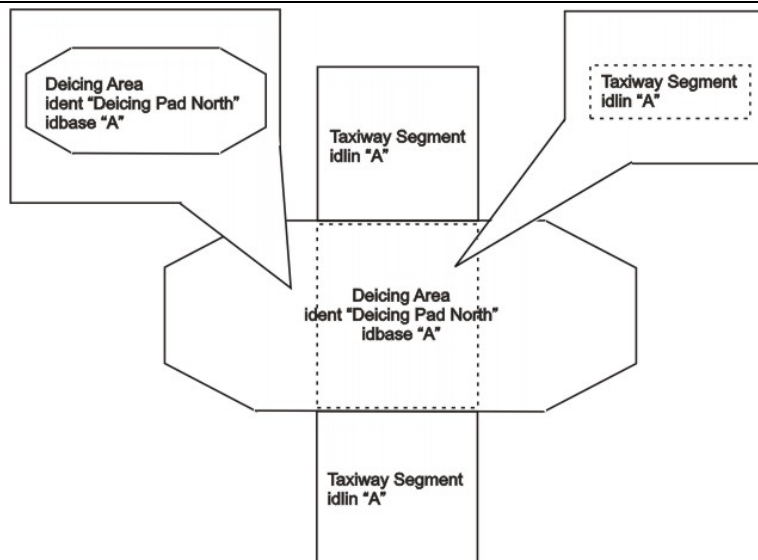 Deicing Area
ident “Deicing Pad North”
idbase “A”
Taxiway Segment
idlin “A”
Taxiway Segment
idlin “A”
Deicing Area
ident “Deicing Pad North”
idbase “A”
Taxiway Segment
idlin “A”